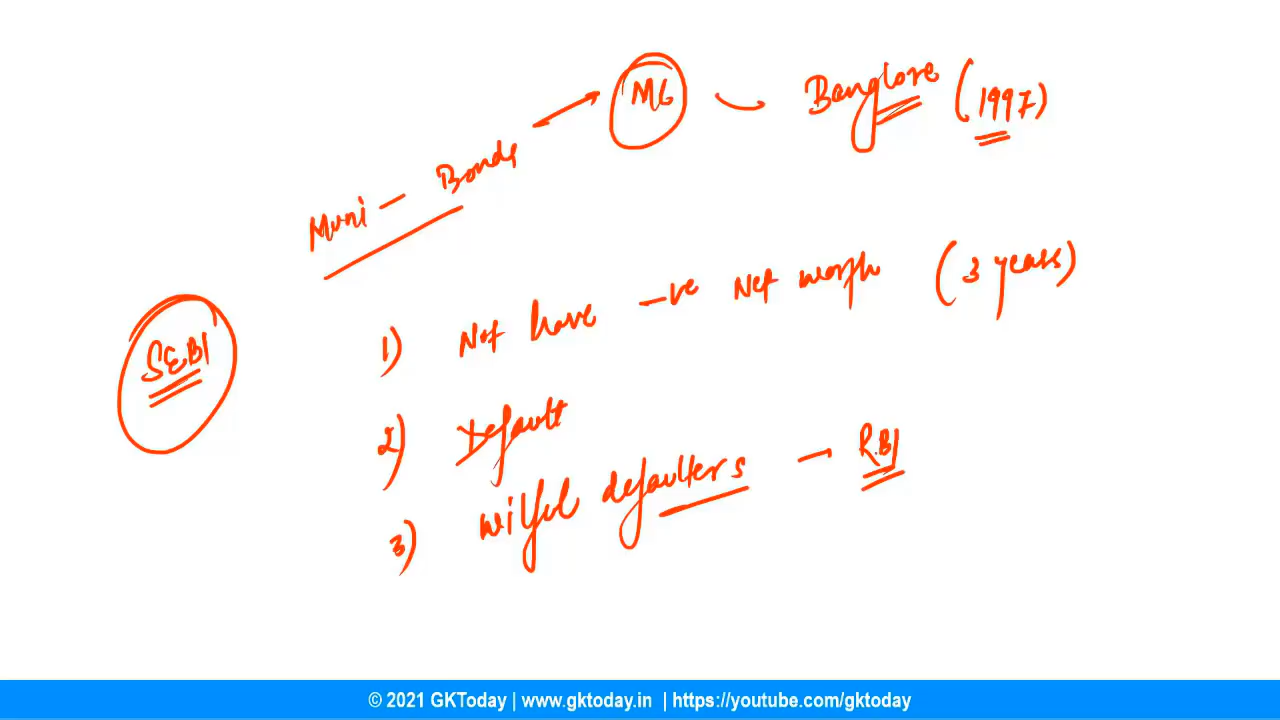 Muni - Bonds → MC - Banglore (1997)
SEBI
1) Not have -ve Net worth (3 years)
2) Default
3) Wilful defaulters - RBI
© 2021 GKToday | www.gktoday.in | https://youtube.com/gktoday